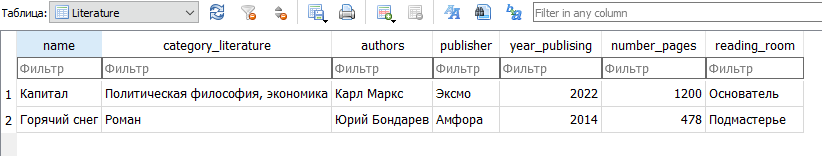 Таблица: Literature Filter in any column
name category_literature authors publisher year_publising number_pages reading_room
Фильтр Фильтр Фильтр Фильтр Фильтр Фильтр Фильтр
1 Капитал Политическая философия, экономика Карл Маркс Эксмо 2022 1200 Основатель
2 Горячий снег Роман Юрий Бондарев Амфора 2014 478 Подмастерье